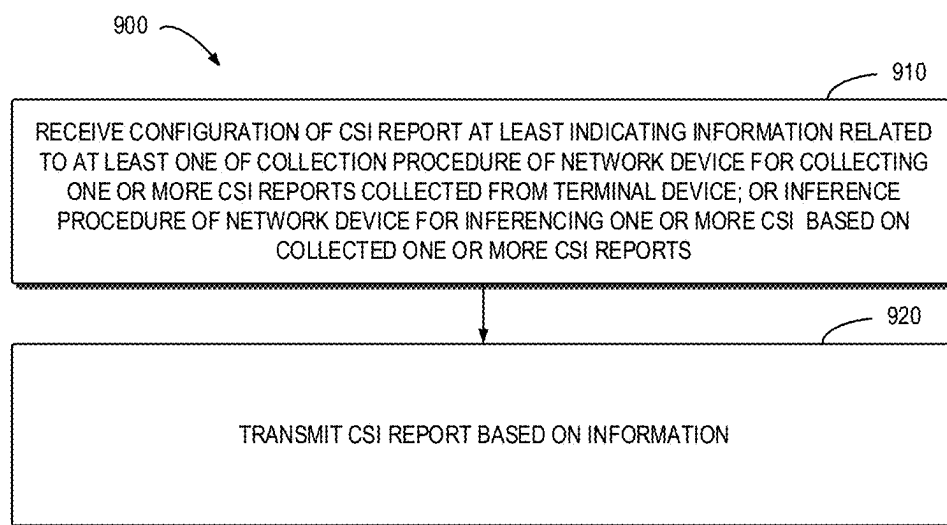 900
910
RECEIVE CONFIGURATION OF CSI REPORT AT LEAST INDICATING INFORMATION RELATED
TO AT LEAST ONE OF COLLECTION PROCEDURE OF NETWORK DEVICE FOR COLLECTING
ONE OR MORE CSI REPORTS COLLECTED FROM TERMINAL DEVICE; OR INFERENCE
PROCEDURE OF NETWORK DEVICE FOR INFERENCING ONE OR MORE CSI BASED ON
COLLECTED ONE OR MORE CSI REPORTS
920
TRANSMIT CSI REPORT BASED ON INFORMATION